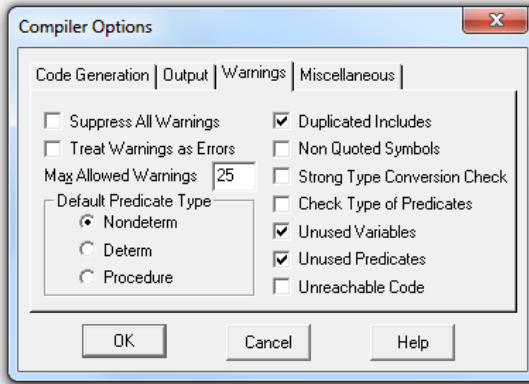 Compiler Options
Code Generation
Output
Warnings
Miscellaneous
Suppress All Warnings
Treat Warnings as Errors
Max Allowed Warnings 25
Default Predicate Type
Nondeterm
Determ
Procedure
Duplicated Includes
Non Quoted Symbols
Strong Type Conversion Check
Check Type of Predicates
Unused Variables
Unused Predicates
Unreachable Code
OK
Cancel
Help